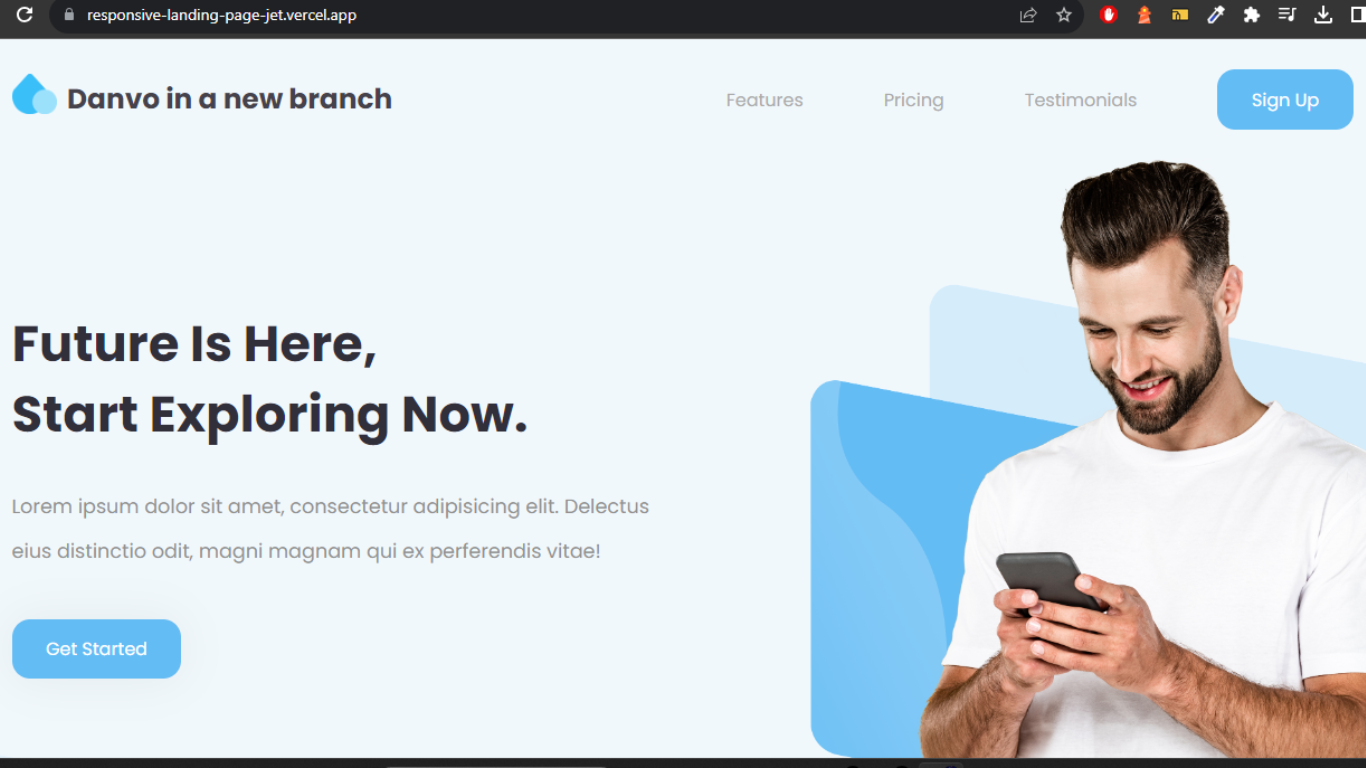 responsive-landing-page-jet.vercel.app
Danvo in a new branch
Features
Pricing
Testimonials
Sign Up
Future Is Here,
Start Exploring Now.
Lorem ipsum dolor sit amet, consectetur adipisicing elit. Delectus
eius distinctio odit, magni magnam qui ex perferendis vitae!
Get Started